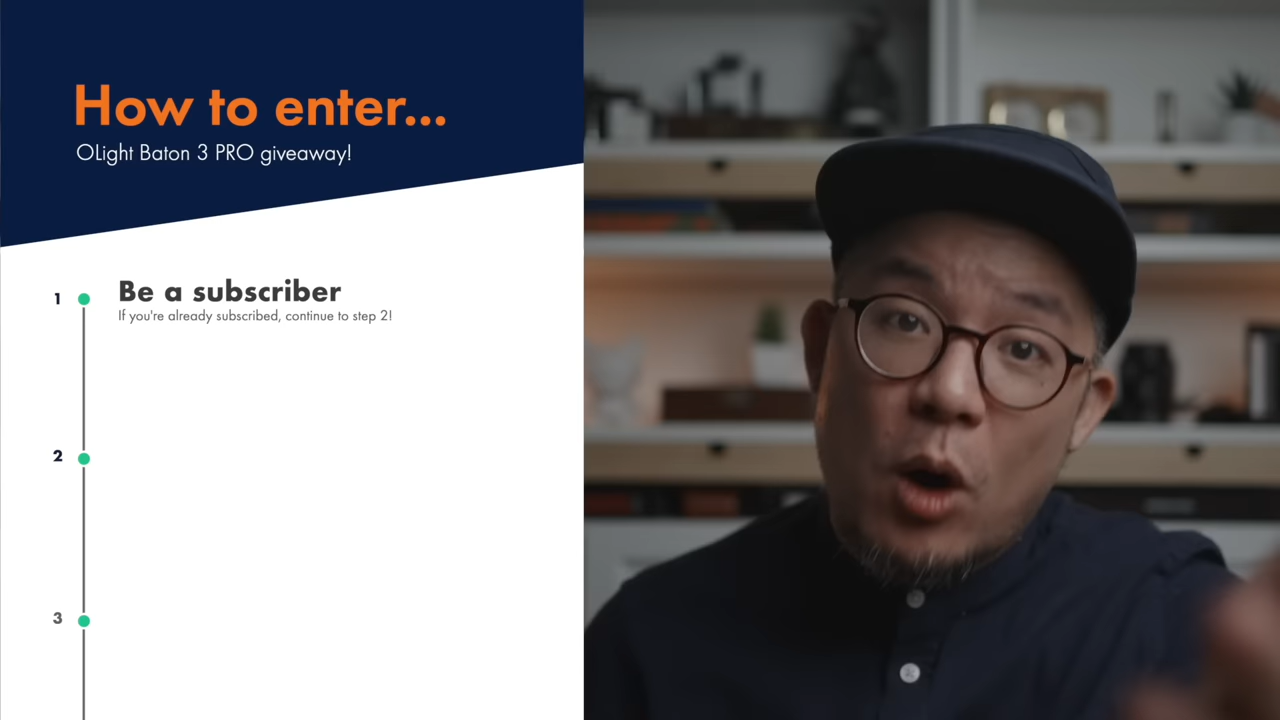 How to enter...
OLight Baton 3 PRO giveaway!
1
Be a subscriber
If you're already subscribed, continue to step 2!
2
3